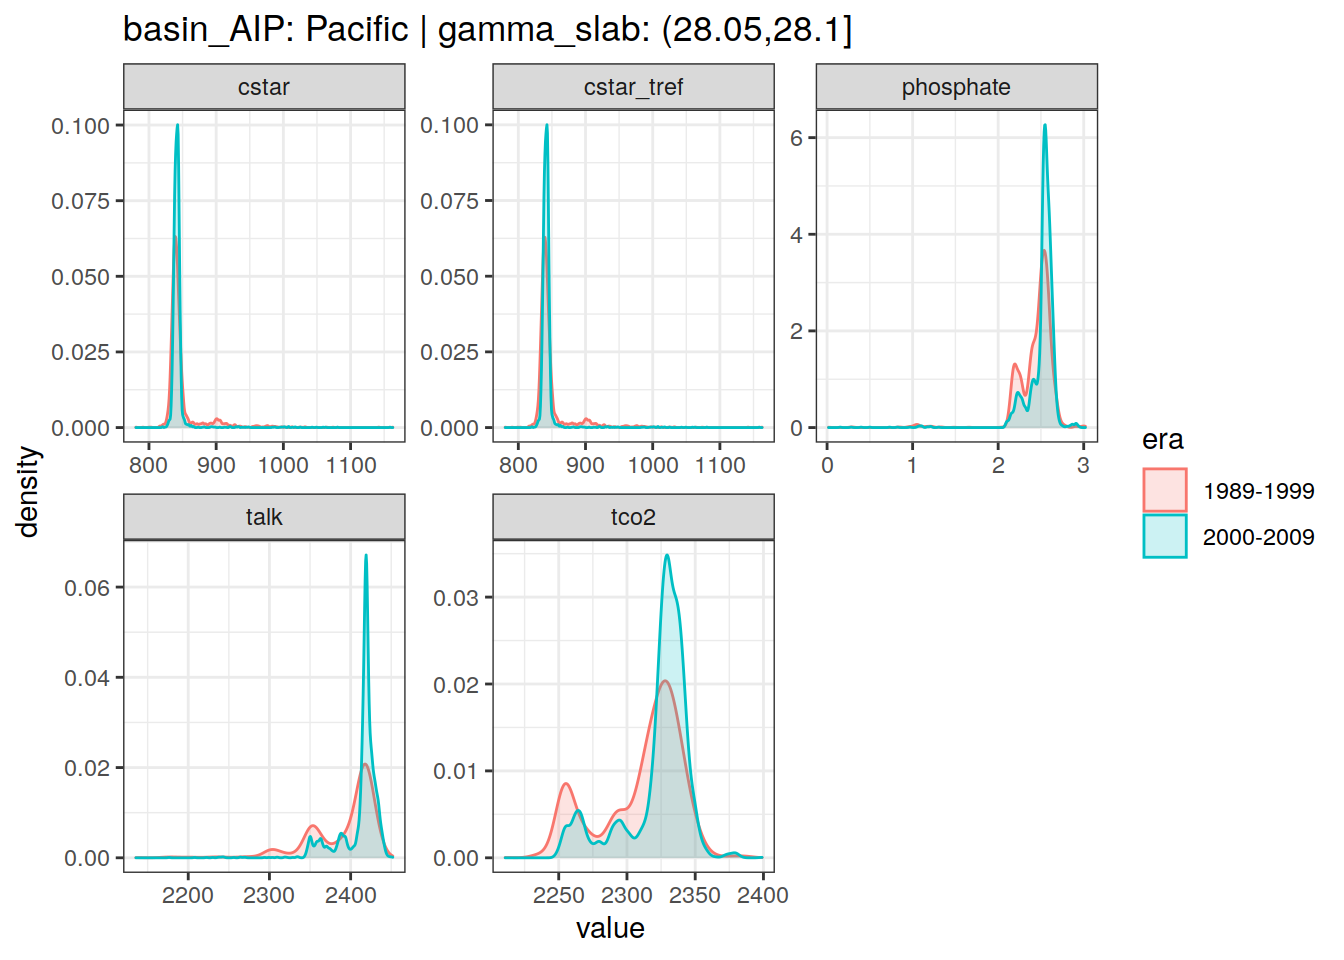 basin_AIP: Pacific | gamma_slab: (28.05,28.1]
cstar
cstar_tref
phosphate
0.100
0.075
0.050
0.025
0.000
800 900 1000 1100
0.100
0.075
0.050
0.025
0.000
800 900 1000 1100
6
4
2
0
0 1 2 3
density
talk
tco2
0.06
0.04
0.02
0.00
2200 2300 2400
0.03
0.02
0.01
0.00
2250 2300 2350 2400
value
era
1989-1999
2000-2009